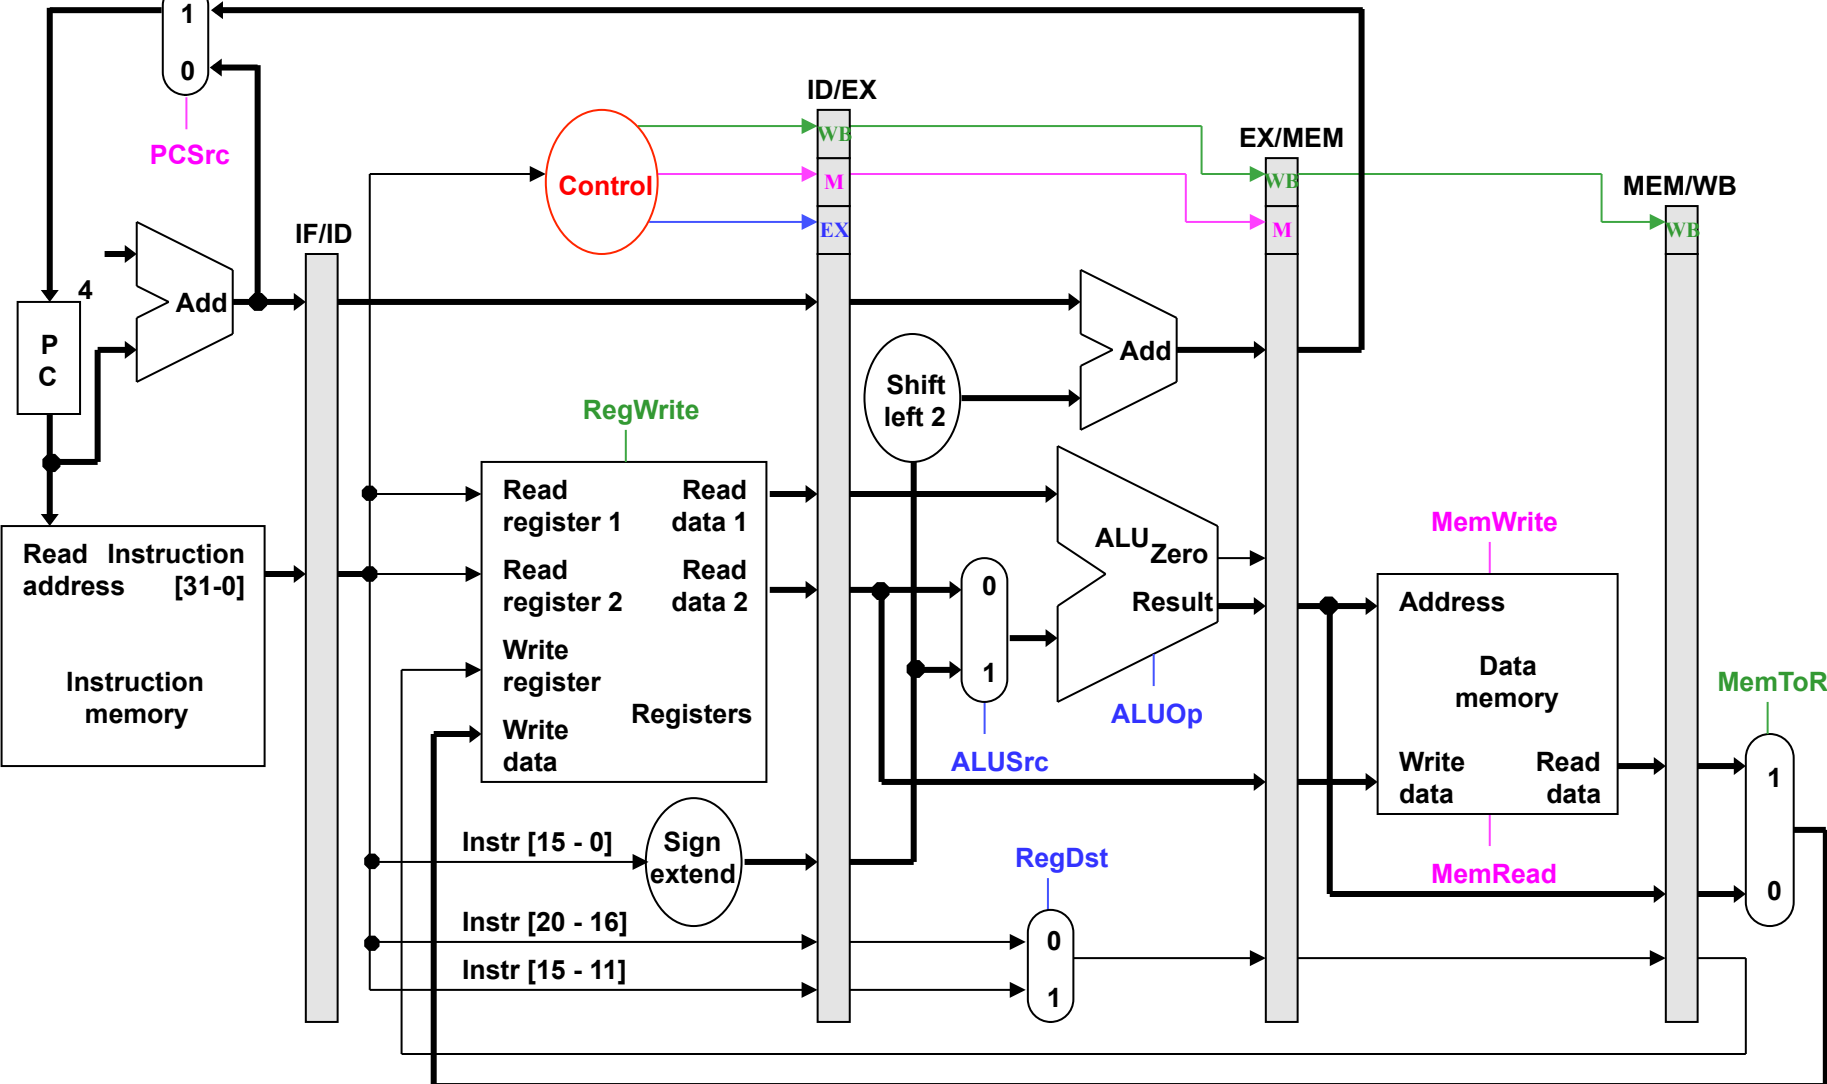 1
0
PCSrc
ID/EX
WB
M
EX
Control
EX/MEM
WB
M
MEM/WB
WB
IF/ID
4
Add
P
C
Add
Shift
left 2
RegWrite
Read
register 1
Read
data 1
Read
register 2
Read
data 2
Write
register
Write
data
Registers
Read
address
Instruction
[31-0]
Instruction
memory
0
1
ALUSrc
ALU
Zero
Result
ALUOp
MemWrite
Address
Data
memory
Write
data
Read
data
MemRead
MemToR
1
0
Instr [15 - 0]
Sign
extend
RegDst
Instr [20 - 16]
Instr [15 - 11]
0
1